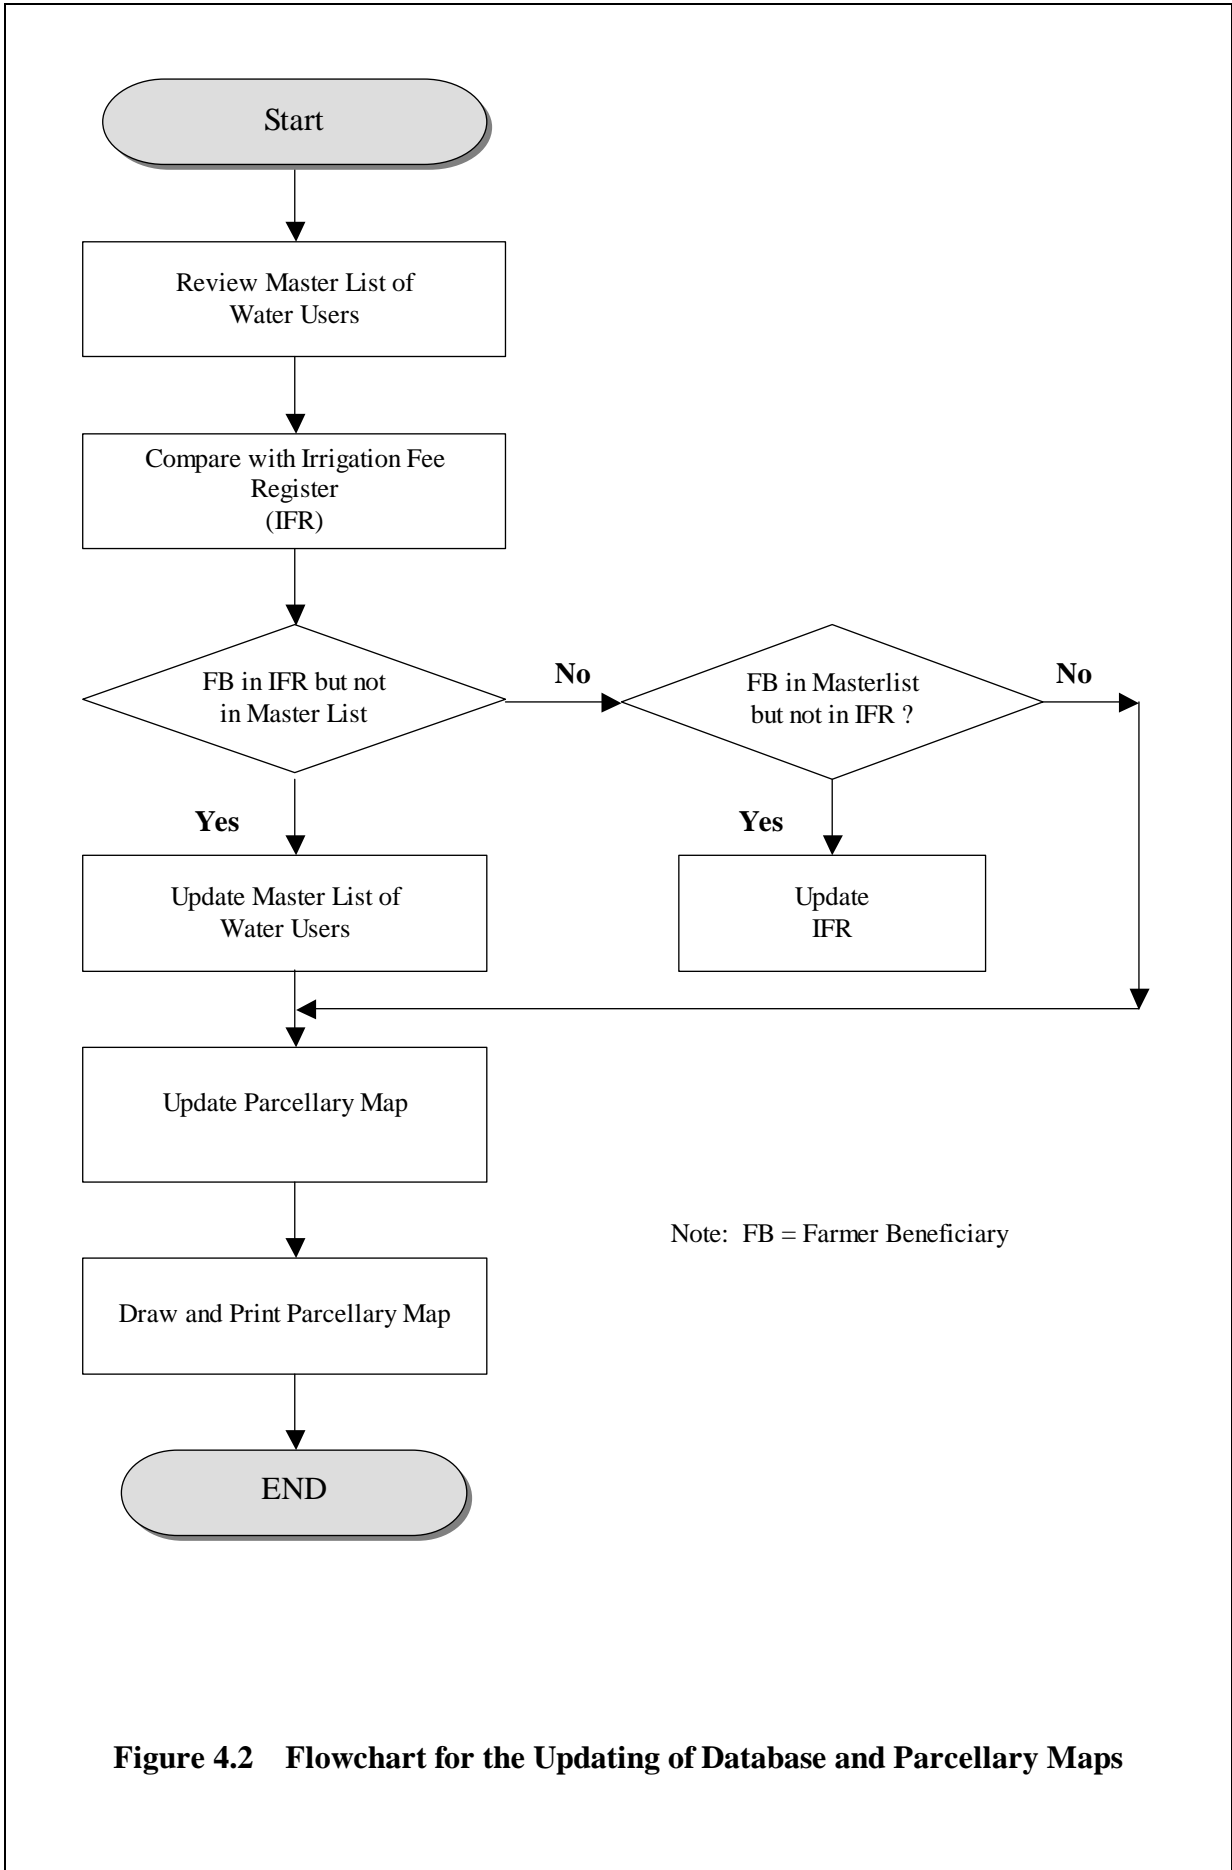 Start
Review Master List of
Water Users
Compare with Irrigation Fee
Register
(IFR)
FB in IFR but not
in Master List
No
FB in Masterlist
but not in IFR ?
No
Yes
Yes
Update Master List of
Water Users
Update
IFR
Update Parcellary Map
Note: FB = Farmer Beneficiary
Draw and Print Parcellary Map
END
Figure 4.2 Flowchart for the Updating of Database and Parcellary Maps